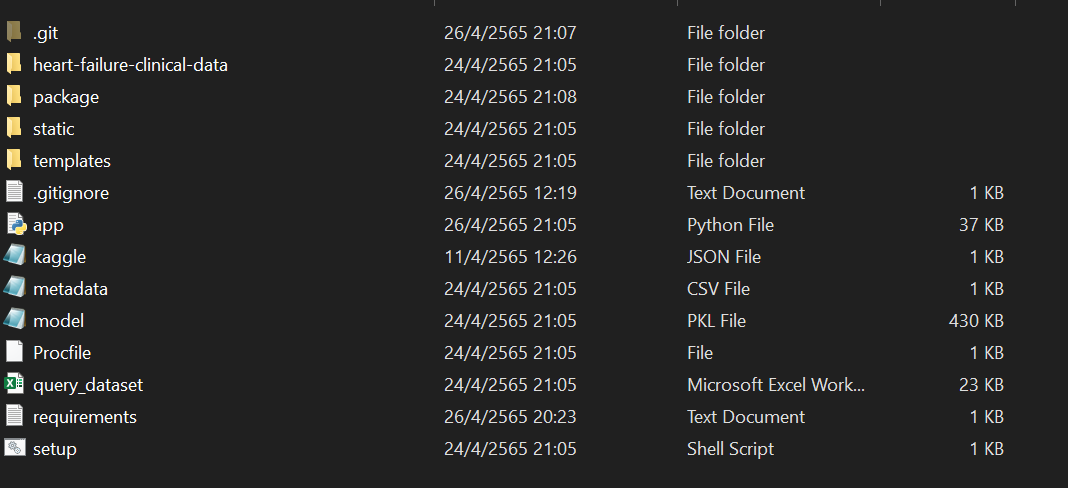 .git 26/4/2565 21:07 File folder
heart-failure-clinical-data 24/4/2565 21:05 File folder
package 24/4/2565 21:08 File folder
static 24/4/2565 21:05 File folder
templates 24/4/2565 21:05 File folder
.gitignore 26/4/2565 12:19 Text Document 1 KB
app 26/4/2565 21:05 Python File 37 KB
kaggle 11/4/2565 12:26 JSON File 1 KB
metadata 24/4/2565 21:05 CSV File 1 KB
model 24/4/2565 21:05 PKL File 430 KB
Procfile 24/4/2565 21:05 File 1 KB
query_dataset 24/4/2565 21:05 Microsoft Excel Work... 23 KB
requirements 26/4/2565 20:23 Text Document 1 KB
setup 24/4/2565 21:05 Shell Script 1 KB